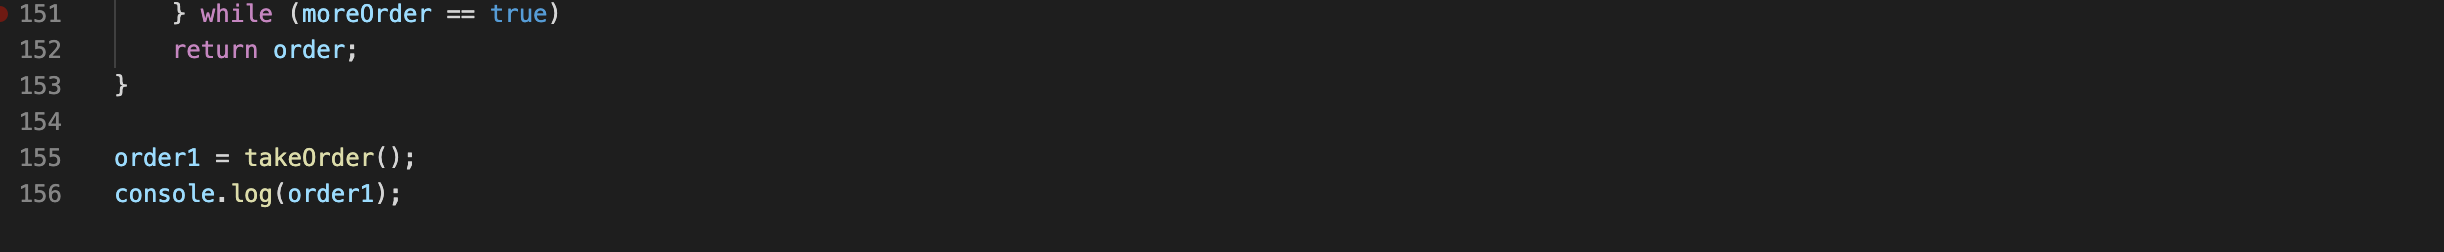 151 } while (moreOrder == true)
152 return order;
153 }
154
155 order1 = takeOrder();
156 console.log(order1);